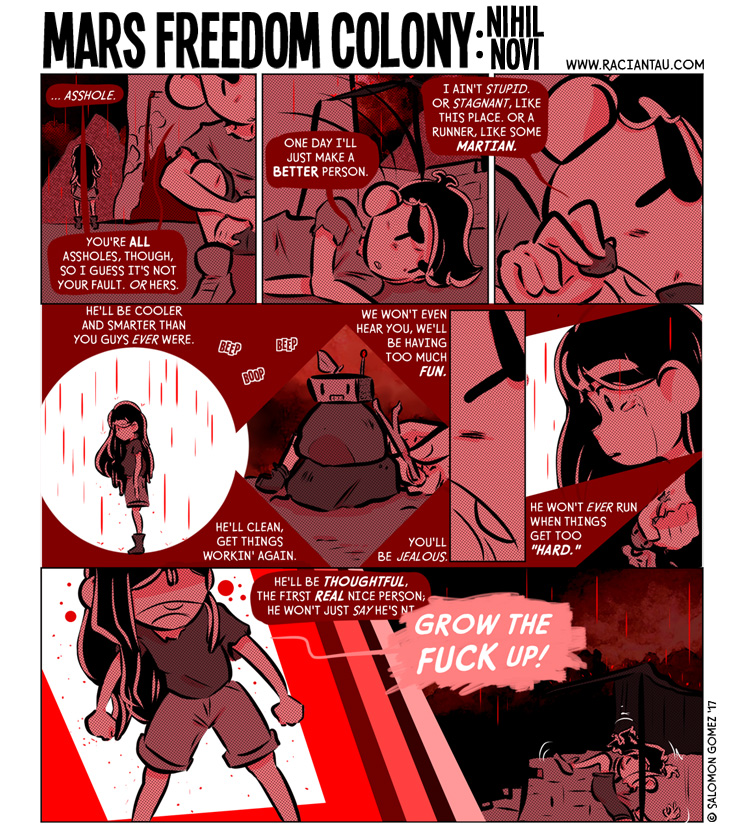 MARS FREEDOM COLONY: NIHIL
NOVI
WWW.RACIANTAU.COM
... ASSHOLE.
YOU'RE ALL
ASSHOLES, THOUGH,
SO I GUESS IT'S NOT
YOUR FAULT. OR HERS.
ONE DAY I'LL
JUST MAKE A
BETTER PERSON.
I AIN'T STUPID.
OR STAGNANT, LIKE
THIS PLACE. OR A
RUNNER, LIKE SOME
MARTIAN.
HE'LL BE COOLER
AND SMARTER THAN
YOU GUYS EVER WERE.
BEEP
BOOP
BEEP
HE'LL CLEAN,
GET THINGS
WORKIN' AGAIN.
WE WON'T EVEN
HEAR YOU, WE'LL
BE HAVING
TOO MUCH
FUN.
YOU'LL
BE JEALOUS.
HE WON'T EVER RUN
WHEN THINGS
GET TOO
"HARD."
HE'LL BE THOUGHTFUL,
THE FIRST REAL NICE PERSON;
HE WON'T JUST SAY HE'S
GROW THE
FUCK UP!
© SALOMON GOMEZ '17